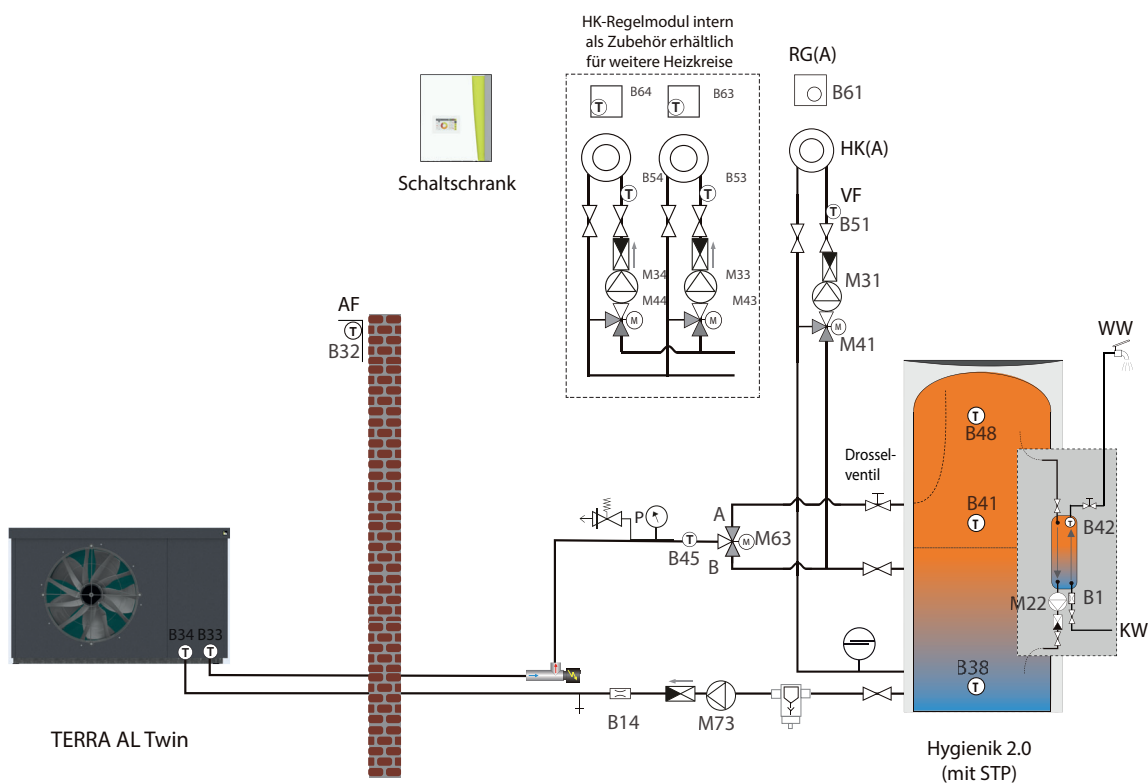 HK-Regelmodul intern
als Zubehör erhältlich
für weitere Heizkreise
RG(A)
B64
T
B63
T
B61
Schaltschrank
HK(A)
B54
T
B53
T
VF
T
B51
M34
M33
M31
M44
M
M43
M
M
M41
AF
T
B32
WW
T
B48
Drossel-
ventil
P
A
T
B41
T
B42
T
B45
M
M63
B
B34
B33
T
T
M22
B1
KW
B38
T
B14
M73
TERRA AL Twin
Hygienik 2.0
(mit STP)